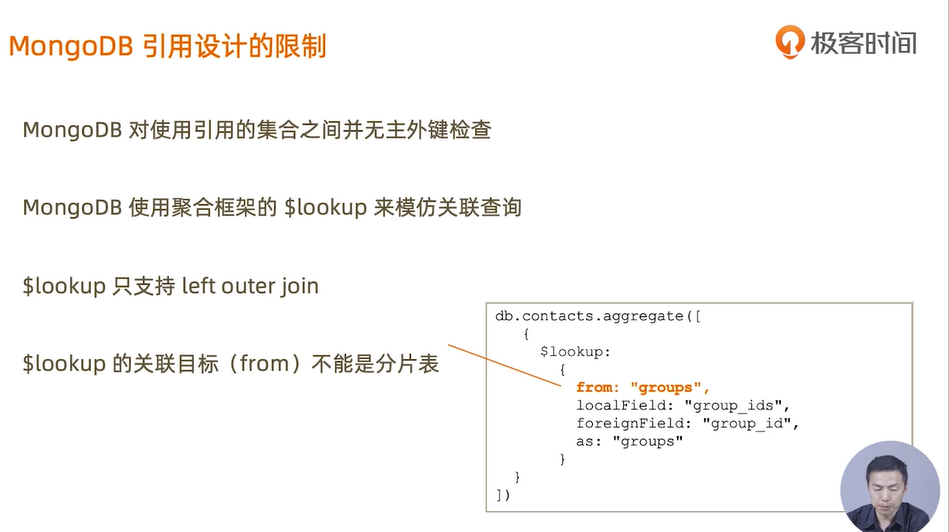 MongoDB 引用设计的限制
极客时间
MongoDB 对使用引用的集合之间并无主外键检查
MongoDB 使用聚合框架的 $lookup 来模仿关联查询
$lookup 只支持 left outer join
$lookup 的关联目标（from）不能是分片表
db.contacts.aggregate([
{
$lookup:
{
from: "groups",
localField: "group_ids",
foreignField: "group_id",
as: "groups"
}
}
])